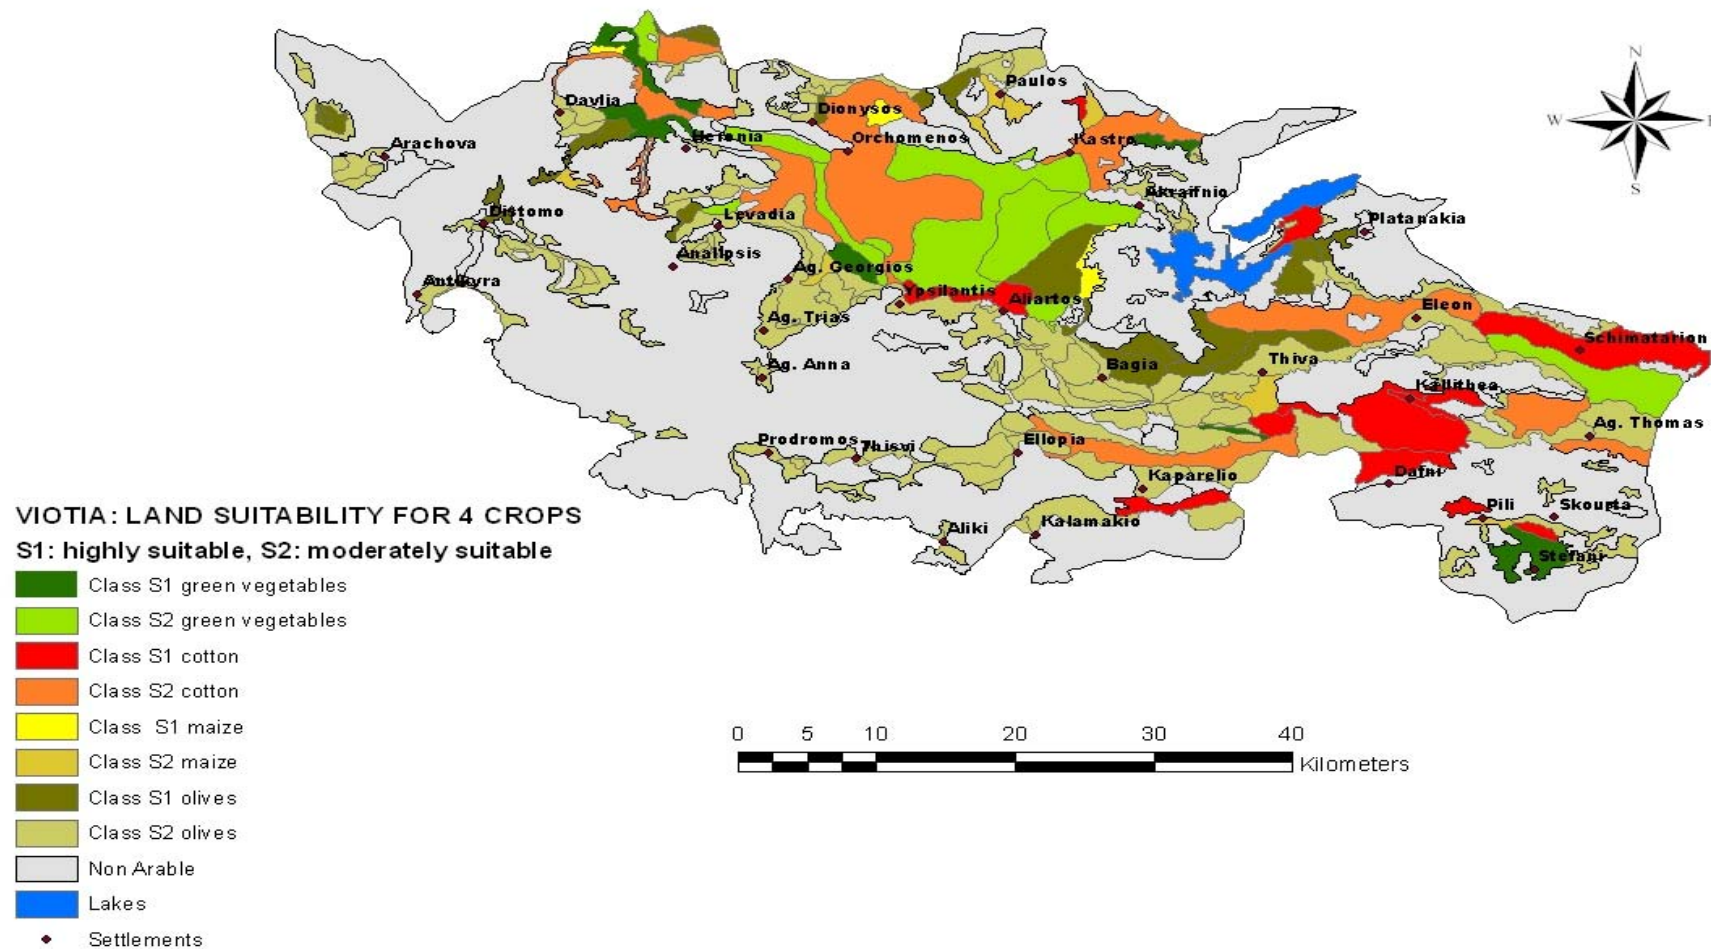 N
W
E
S
Paulos
Davlia
Dionysos
Heronia
Orchomenos
Kastro
Arachova
Akraifnio
Distomo
Levadia
Platanakia
Analipsis
Ag. Georgios
Antikyra
Ypsilantis
Aliartos
Eleon
Ag. Trias
Schimatarion
Ag. Anna
Bagia
Thiva
Kallithea
Prodromos
Thisvi
Ellopia
Ag. Thomas
Kaparelio
Dafni
Aliki
Kalamakio
Pili
Skourta
Stefani
VIOTIA: LAND SUITABILITY FOR 4 CROPS
S1: highly suitable, S2: moderately suitable
Class S1 green vegetables
Class S2 green vegetables
Class S1 cotton
Class S2 cotton
Class S1 maize
Class S2 maize
Class S1 olives
Class S2 olives
Non Arable
Lakes
Settlements
0 5 10 20 30 40
Kilometers